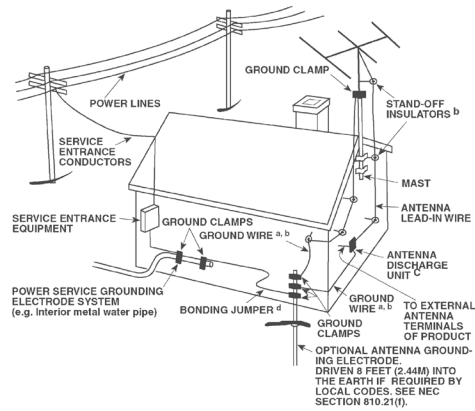 GROUND CLAMP
POWER LINES
STAND-OFF
INSULATORS b
SERVICE
ENTRANCE
CONDUCTORS
MAST
ANTENNA
LEAD-IN WIRE
SERVICE ENTRANCE
EQUIPMENT
GROUND CLAMPS
GROUND WIRE a, b
ANTENNA
DISCHARGE
UNIT C
POWER SERVICE GROUNDING
ELECTRODE SYSTEM
(e.g. Interior metal water pipe)
BONDING JUMPER d
GROUND
WIRE a, b
TO EXTERNAL
ANTENNA
TERMINALS
OF PRODUCT
GROUND
CLAMPS
OPTIONAL ANTENNA GROUND-
ING ELECTRODE.
DRIVEN 8 FEET (2.44M) INTO
THE EARTH IF REQUIRED BY
LOCAL CODES. SEE NEC
SECTION 810.21(f).